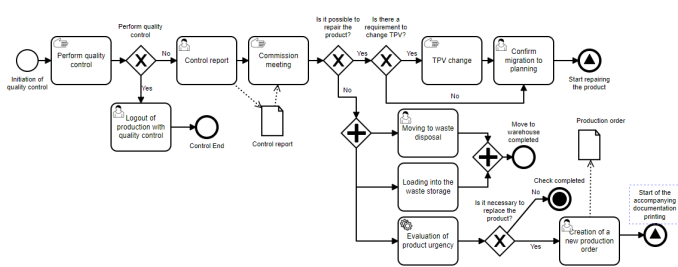 Perform quality
control
Is it possible to
repair the
product?
Is there a
requirement to
change TPV?
Initiation of
quality control
Perform quality
control
No
Control report
Commission
meeting
Yes
Yes
TPV change
Confirm
migration to
planning
Start repairing
the product
Yes
No
No
Logout of
production with
quality control
Control End
Control report
Moving to waste
disposal
Move to
warehouse
completed
Production order
Loading into the
waste storage
Is it necessary to
replace the
product?
No
Check completed
Start of the
accompanying
documentation
printing
Evaluation of
product urgency
Yes
Creation of a
new production
order